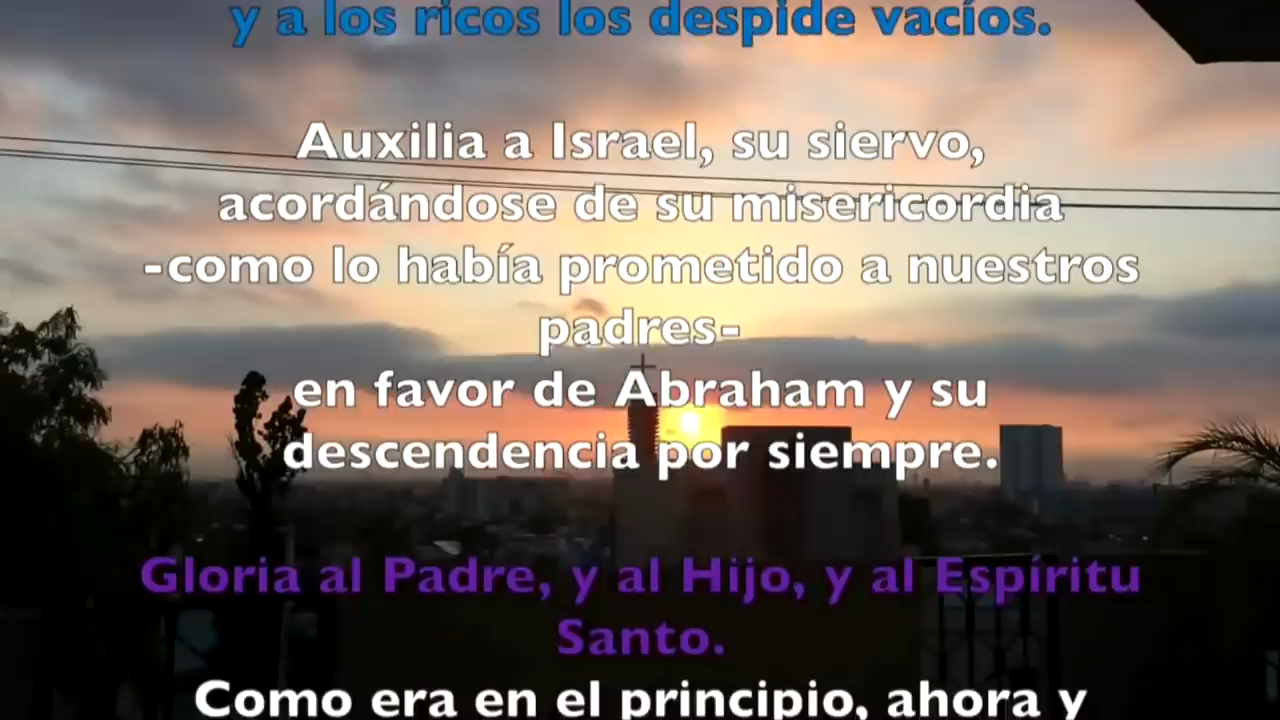 y a los ricos los despide vacíos.
Auxilia a Israel, su siervo,
acordándose de su misericordia
-como lo había prometido a nuestros
padres-
en favor de Abraham y su
descendencia por siempre.
Gloria al Padre, y al Hijo, y al Espíritu
Santo.
Como era en el principio, ahora y